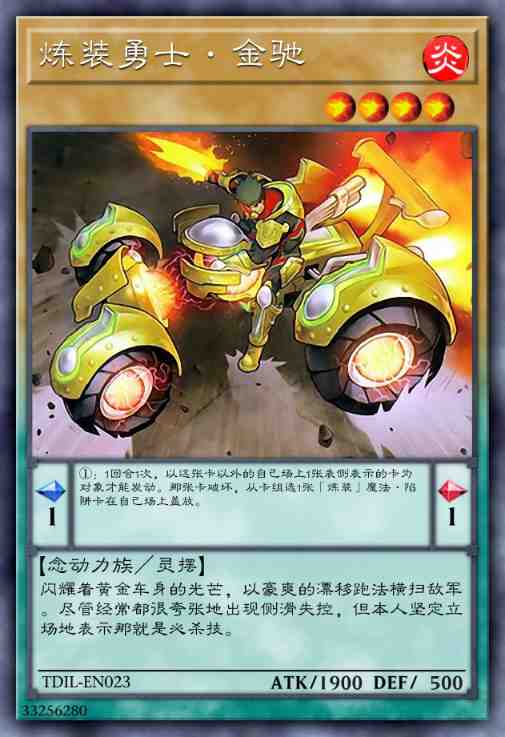 炼装勇士·金驰
炎
①：1回合1次，以这张卡以外的自己场上1张表侧表示的卡为
对象才能发动。那张卡破坏，从卡组选1张「炼装」魔法·陷
阱卡在自己场上盖放。
1
1
【念动力族／灵摆】
闪耀着黄金车身的光芒，以豪爽的漂移跑法横扫敌军
。尽管经常都很夸张地出现侧滑失控，但本人坚定立
场地表示那就是必杀技。
TDIL-EN023 ATK/1900 DEF/ 500
33256280